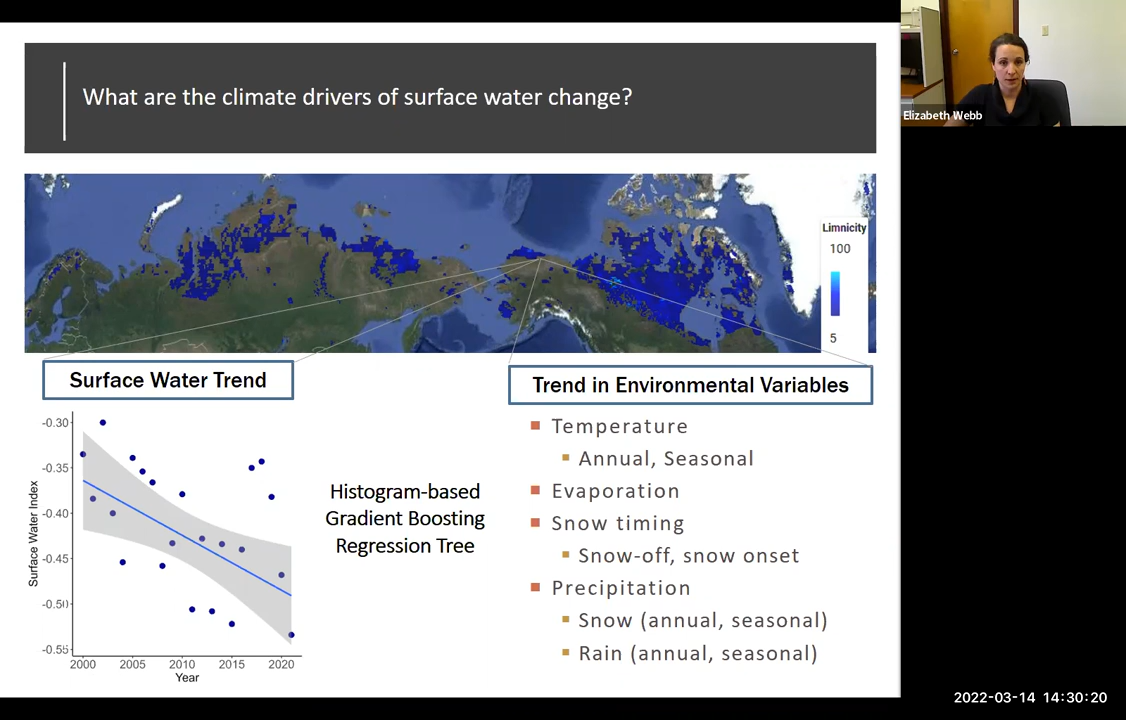 What are the climate drivers of surface water change?
Elizabeth Webb
Limnicity
100
5
Surface Water Trend
Trend in Environmental Variables
-0.30
-0.35
-0.40
-0.45
-0.50
-0.55
Surface Water Index
2000
2005
2010
2015
2020
Year
Histogram-based
Gradient Boosting
Regression Tree
Temperature
Annual, Seasonal
Evaporation
Snow timing
Snow-off, snow onset
Precipitation
Snow (annual, seasonal)
Rain (annual, seasonal)
2022-03-14 14:30:20